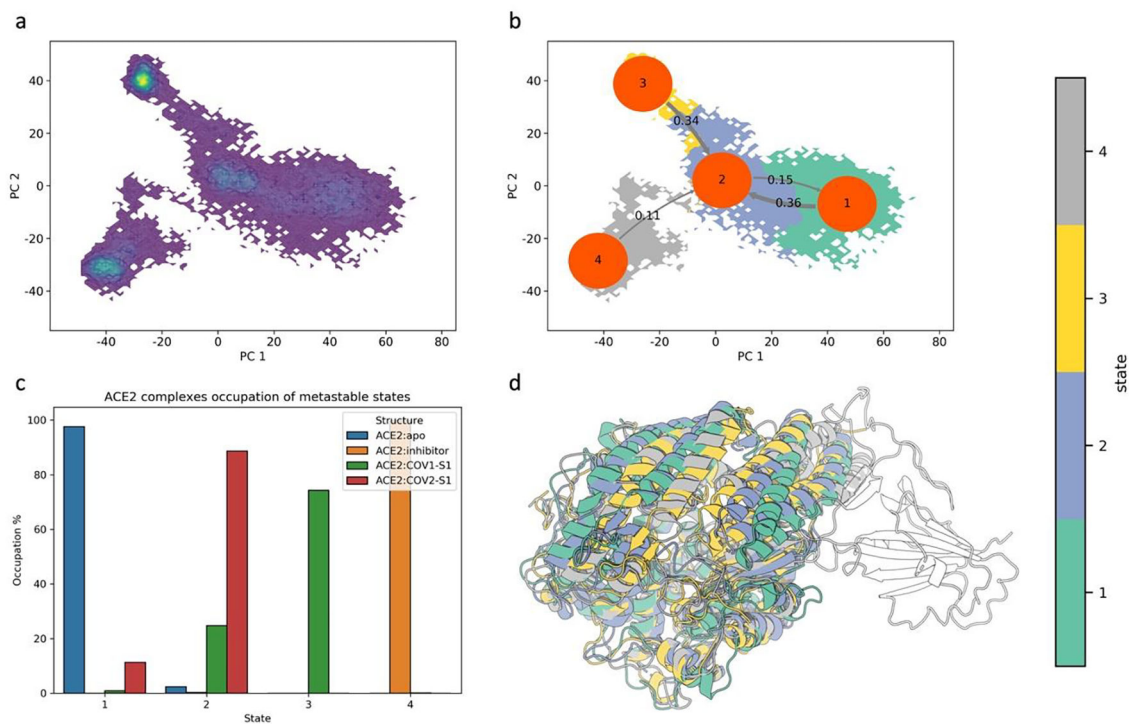 a
40
20
0
-20
-40
PC 2
-40
-20
0
20
40
60
80
PC 1
b
40
20
0
-20
-40
PC 2
3
0.34
2
0.15
0.36
1
0.11
4
-40
-20
0
20
40
60
80
PC 1
4
3
2
1
state
c
ACE2 complexes occupation of metastable states
100
80
60
40
20
0
Occupation %
Structure
ACE2:apo
ACE2:inhibitor
ACE2:COV1-S1
ACE2:COV2-S1
1
2
3
4
State
d